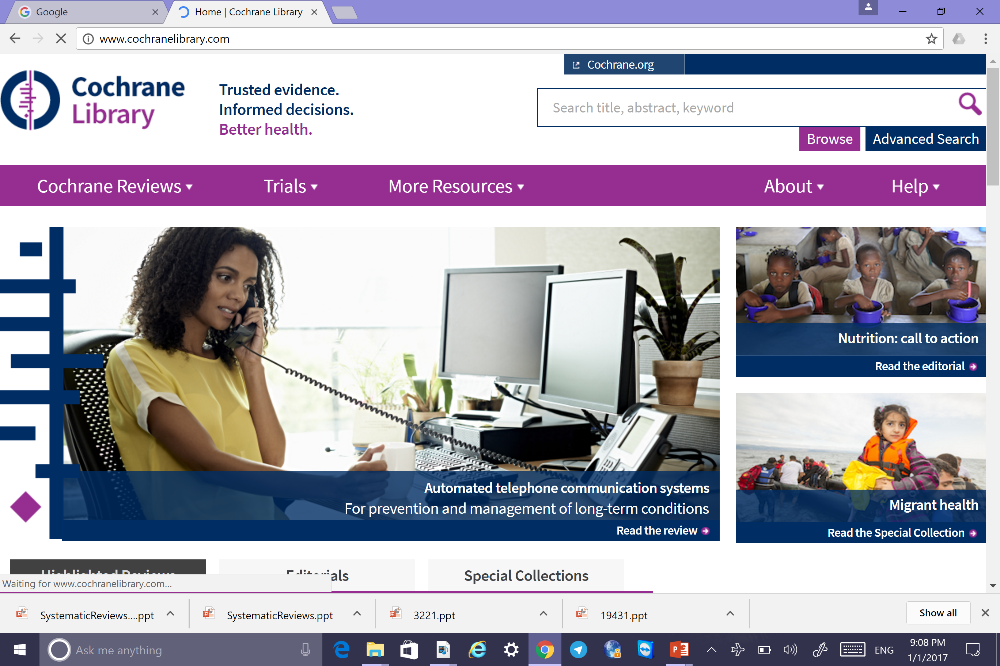 Google
Home | Cochrane Library
www.cochranelibrary.com
Cochrane.org
Cochrane
Library
Trusted evidence.
Informed decisions.
Better health.
Search title, abstract, keyword
Browse
Advanced Search
Cochrane Reviews
Trials
More Resources
About
Help
Automated telephone communication systems
For prevention and management of long-term conditions
Read the review
Nutrition: call to action
Read the editorial
Migrant health
Read the Special Collection
Highlighted Reviews
Editorials
Special Collections
Waiting for www.cochranelibrary.com...
SystematicReviews....ppt
SystematicReviews.ppt
3221.ppt
19431.ppt
Show all
Ask me anything
ENG
9:08 PM
1/1/2017